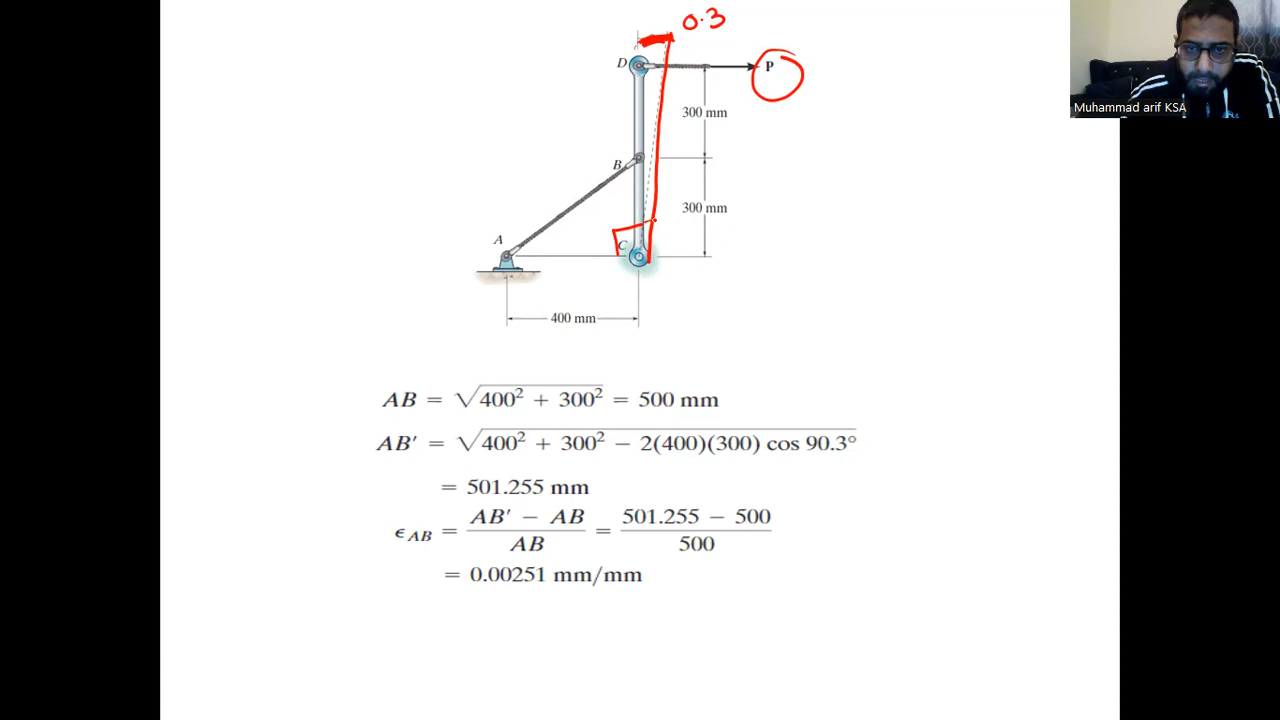 0.3
D
P
300 mm
B
300 mm
A
C
400 mm
AB = √400² + 300² = 500 mm
AB′ = √400² + 300² − 2(400)(300) cos 90.3°
= 501.255 mm
ϵAB = AB′ − AB / AB = 501.255 − 500 / 500
= 0.00251 mm/mm
Muhammad arif KSA